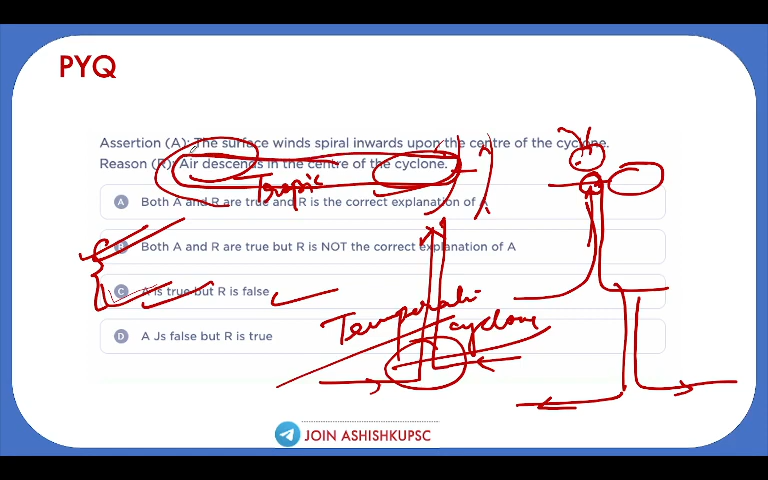 PYQ
Assertion (A): The surface winds spiral inwards upon the centre of the cyclone.
Reason (R): Air descends in the centre of the cyclone.
Tropic
A Both A and R are true and R is the correct explanation of A
B Both A and R are true but R is NOT the correct explanation of A
C A is true but R is false
Temperate
cyclone
D A Js false but R is true
JOIN ASHISHKUPSC